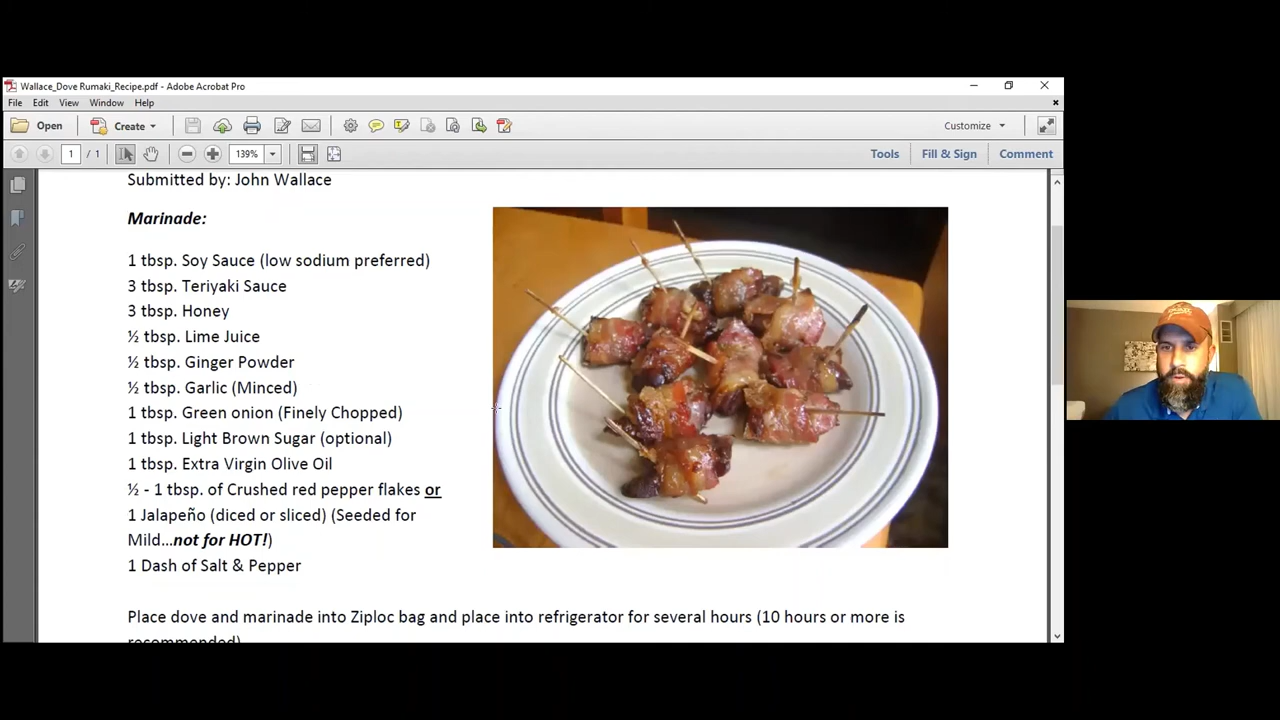 Wallace_Dove Rumaki_Recipe.pdf - Adobe Acrobat Pro
File Edit View Window Help
Open Create Customize
1 / 1 139% Tools Fill & Sign Comment
Submitted by: John Wallace
Marinade:
1 tbsp. Soy Sauce (low sodium preferred)
3 tbsp. Teriyaki Sauce
3 tbsp. Honey
½ tbsp. Lime Juice
½ tbsp. Ginger Powder
½ tbsp. Garlic (Minced)
1 tbsp. Green onion (Finely Chopped)
1 tbsp. Light Brown Sugar (optional)
1 tbsp. Extra Virgin Olive Oil
½ - 1 tbsp. of Crushed red pepper flakes or
1 Jalapeño (diced or sliced) (Seeded for
Mild...not for HOT!)
1 Dash of Salt & Pepper
Place dove and marinade into Ziploc bag and place into refrigerator for several hours (10 hours or more is
recommended)